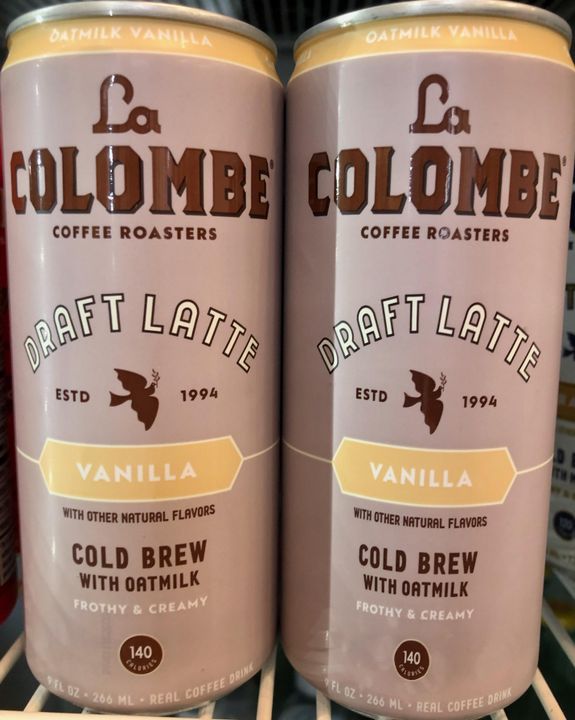 OATMILK VANILLA
La
COLOMBE®
COFFEE ROASTERS
DRAFT LATTE
ESTD 1994
VANILLA
WITH OTHER NATURAL FLAVORS
COLD BREW
WITH OATMILK
FROTHY & CREAMY
140
CALORIES
9 FL OZ • 266 ML • REAL COFFEE DRINK
OATMILK VANILLA
La
COLOMBE®
COFFEE ROASTERS
DRAFT LATTE
ESTD 1994
VANILLA
WITH OTHER NATURAL FLAVORS
COLD BREW
WITH OATMILK
FROTHY & CREAMY
140
CALORIES
9 FL OZ • 266 ML • REAL COFFEE DRINK